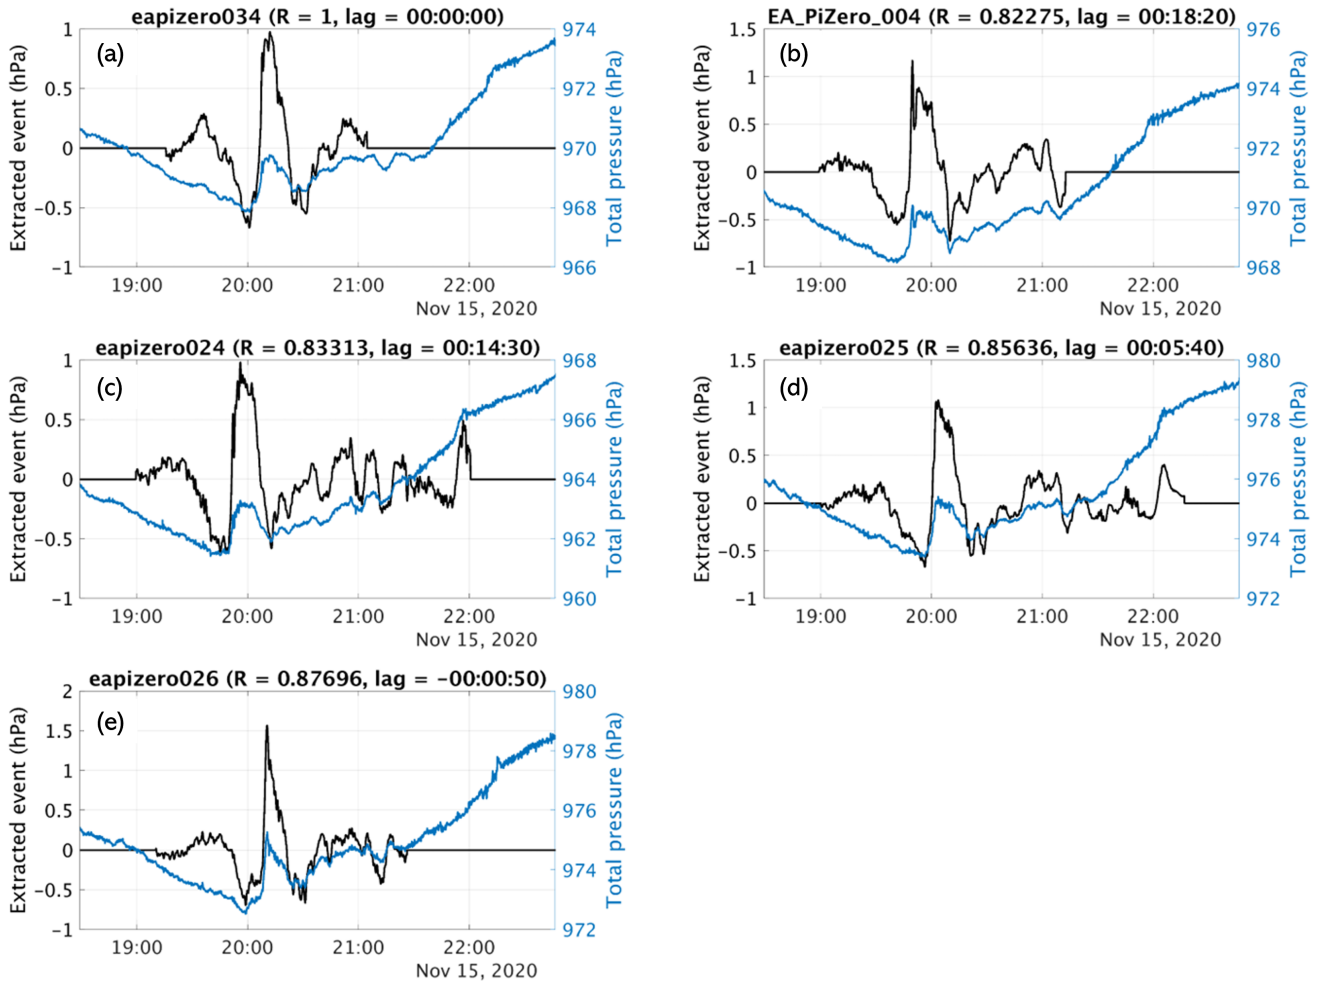 eapizero034 (R = 1, lag = 00:00:00)
(a)
Extracted event (hPa)
1
0.5
0
−0.5
−1
974
972
970
968
966
Total pressure (hPa)
19:00 20:00 21:00 22:00
Nov 15, 2020
EA_PiZero_004 (R = 0.82275, lag = 00:18:20)
(b)
Extracted event (hPa)
1.5
1
0.5
0
−0.5
−1
976
974
972
970
968
Total pressure (hPa)
19:00 20:00 21:00 22:00
Nov 15, 2020
eapizero024 (R = 0.83313, lag = 00:14:30)
(c)
Extracted event (hPa)
1
0.5
0
−0.5
−1
968
966
964
962
960
Total pressure (hPa)
19:00 20:00 21:00 22:00
Nov 15, 2020
eapizero025 (R = 0.85636, lag = 00:05:40)
(d)
Extracted event (hPa)
1.5
1
0.5
0
−0.5
−1
980
978
976
974
972
Total pressure (hPa)
19:00 20:00 21:00 22:00
Nov 15, 2020
eapizero026 (R = 0.87696, lag = −00:00:50)
(e)
Extracted event (hPa)
2
1.5
1
0.5
0
−0.5
−1
980
978
976
974
972
Total pressure (hPa)
19:00 20:00 21:00 22:00
Nov 15, 2020